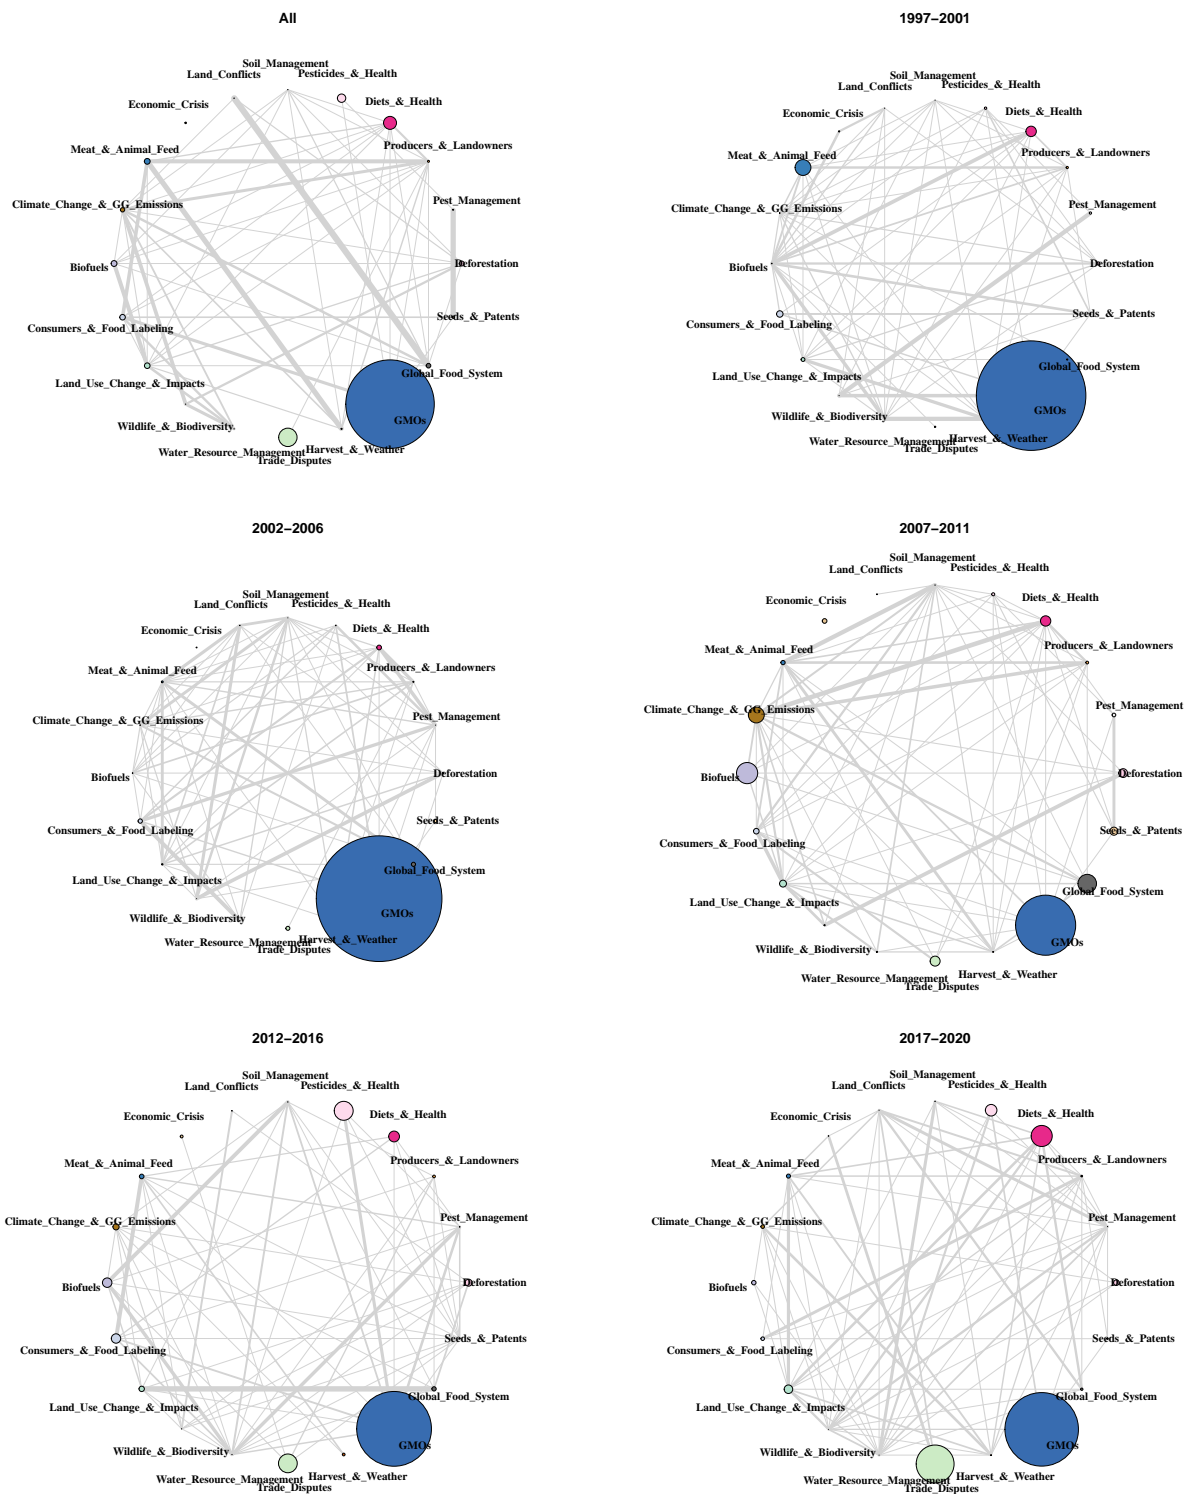 All
Soil_Management
Land_Conflicts
Pesticides_&_Health
Economic_Crisis
Diets_&_Health
Meat_&_Animal_Feed
Producers_&_Landowners
Climate_Change_&_GG_Emissions
Pest_Management
Biofuels
Deforestation
Consumers_&_Food_Labeling
Seeds_&_Patents
Land_Use_Change_&_Impacts
Global_Food_System
Wildlife_&_Biodiversity
GMOs
Water_Resource_Management
Harvest_&_Weather
Trade_Disputes
1997–2001
Soil_Management
Land_Conflicts
Pesticides_&_Health
Economic_Crisis
Diets_&_Health
Meat_&_Animal_Feed
Producers_&_Landowners
Climate_Change_&_GG_Emissions
Pest_Management
Biofuels
Deforestation
Consumers_&_Food_Labeling
Seeds_&_Patents
Land_Use_Change_&_Impacts
Global_Food_System
Wildlife_&_Biodiversity
GMOs
Water_Resource_Management
Harvest_&_Weather
Trade_Disputes
2002–2006
Soil_Management
Land_Conflicts
Pesticides_&_Health
Economic_Crisis
Diets_&_Health
Meat_&_Animal_Feed
Producers_&_Landowners
Climate_Change_&_GG_Emissions
Pest_Management
Biofuels
Deforestation
Consumers_&_Food_Labeling
Seeds_&_Patents
Land_Use_Change_&_Impacts
Global_Food_System
Wildlife_&_Biodiversity
GMOs
Water_Resource_Management
Harvest_&_Weather
Trade_Disputes
2007–2011
Soil_Management
Land_Conflicts
Pesticides_&_Health
Economic_Crisis
Diets_&_Health
Meat_&_Animal_Feed
Producers_&_Landowners
Climate_Change_&_GG_Emissions
Pest_Management
Biofuels
Deforestation
Consumers_&_Food_Labeling
Seeds_&_Patents
Land_Use_Change_&_Impacts
Global_Food_System
Wildlife_&_Biodiversity
GMOs
Water_Resource_Management
Harvest_&_Weather
Trade_Disputes
2012–2016
Soil_Management
Land_Conflicts
Pesticides_&_Health
Economic_Crisis
Diets_&_Health
Meat_&_Animal_Feed
Producers_&_Landowners
Climate_Change_&_GG_Emissions
Pest_Management
Biofuels
Deforestation
Consumers_&_Food_Labeling
Seeds_&_Patents
Land_Use_Change_&_Impacts
Global_Food_System
Wildlife_&_Biodiversity
GMOs
Water_Resource_Management
Harvest_&_Weather
Trade_Disputes
2017–2020
Soil_Management
Land_Conflicts
Pesticides_&_Health
Economic_Crisis
Diets_&_Health
Meat_&_Animal_Feed
Producers_&_Landowners
Climate_Change_&_GG_Emissions
Pest_Management
Biofuels
Deforestation
Consumers_&_Food_Labeling
Seeds_&_Patents
Land_Use_Change_&_Impacts
Global_Food_System
Wildlife_&_Biodiversity
GMOs
Water_Resource_Management
Harvest_&_Weather
Trade_Disputes